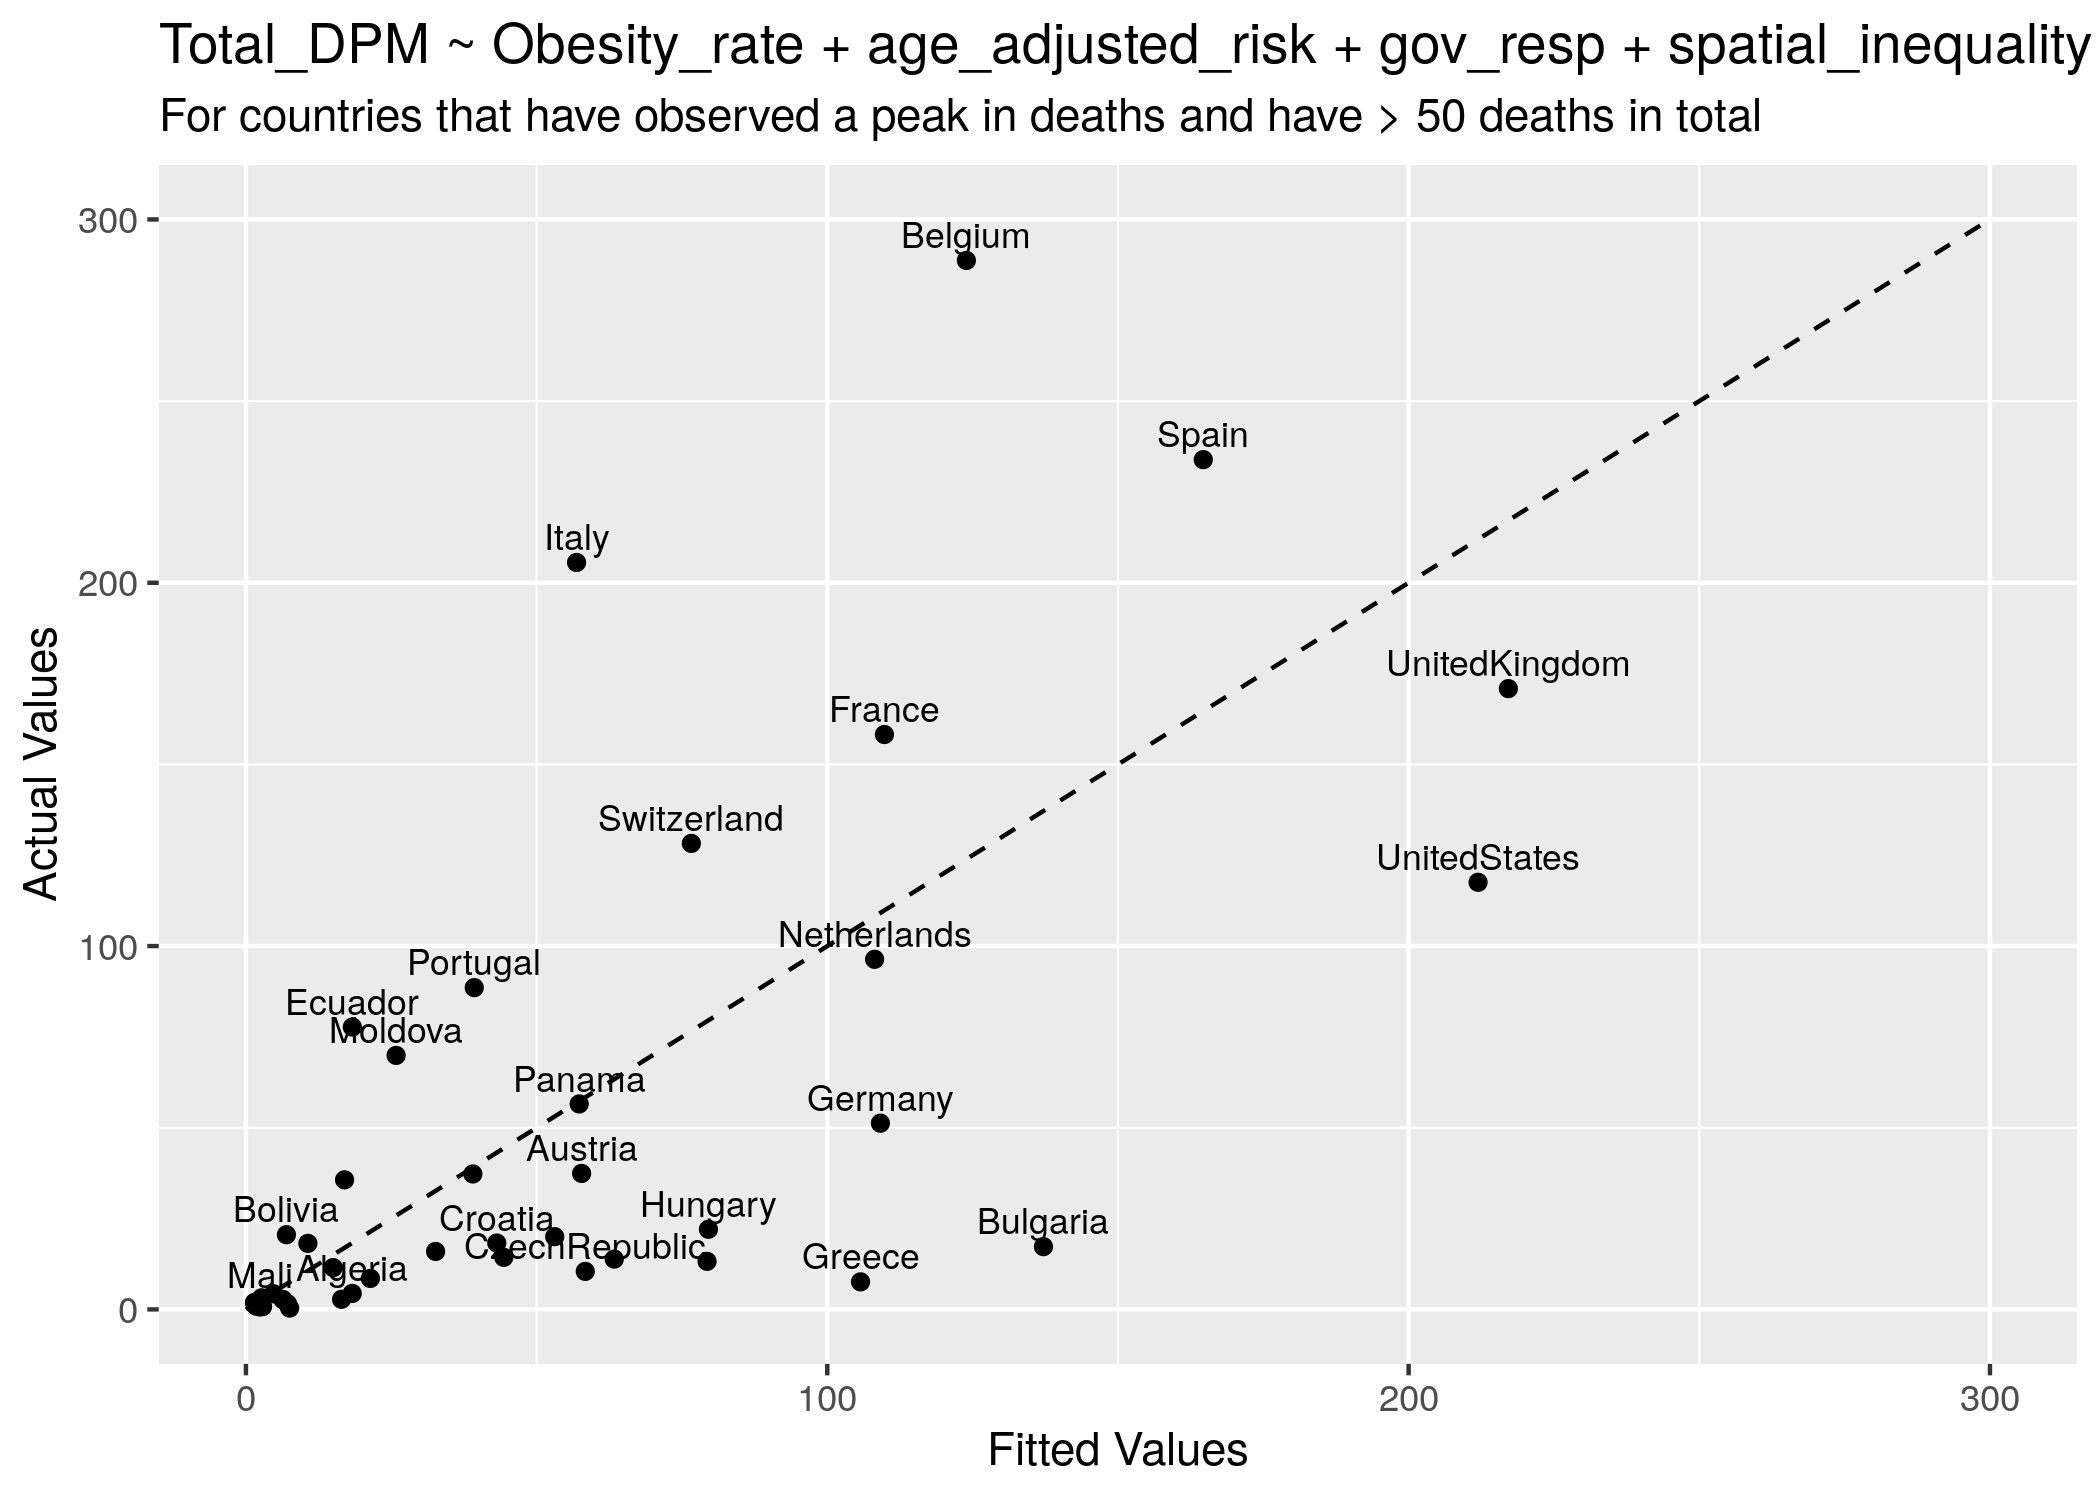 Total_DPM ~ Obesity_rate + age_adjusted_risk + gov_resp + spatial_inequality
For countries that have observed a peak in deaths and have > 50 deaths in total
300
Belgium
Spain
Italy
200
UnitedKingdom
France
Switzerland
UnitedStates
Netherlands
100
Portugal
Ecuador
Moldova
Panama
Germany
Austria
Bolivia
Hungary
Croatia
Bulgaria
CzechRepublic
Greece
Mali
Algeria
0
0 100 200 300
Fitted Values
Actual Values